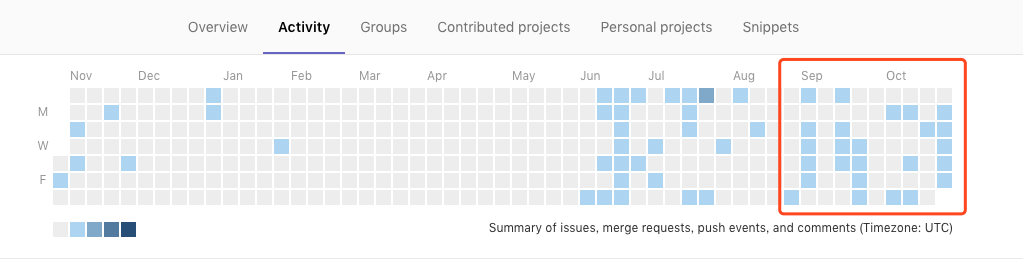 Overview Activity Groups Contributed projects Personal projects Snippets
Nov Dec Jan Feb Mar Apr May Jun Jul Aug Sep Oct
M
W
F
Summary of issues, merge requests, push events, and comments (Timezone: UTC)